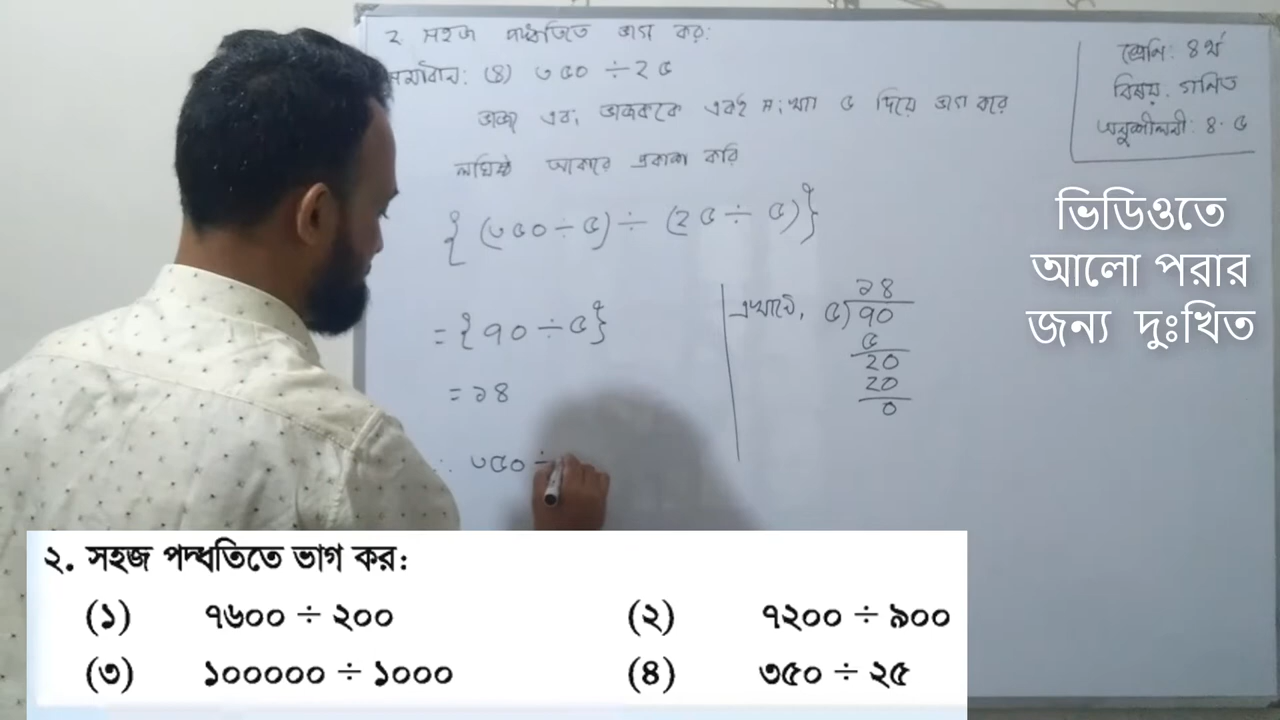 ২ সহজ পদ্ধতিতে ভাগ কর:
সমাধান: (৪) ৩৫০ ÷ ২৫
ভাজ্য এবং ভাজককে একই সংখ্যা ৫ দিয়ে ভাগ করে
লঘিষ্ঠ আকারে প্রকাশ করি
{(৩৫০ ÷ ৫) ÷ (২৫ ÷ ৫)}
= {৭০ ÷ ৫}
= ১৪
∴ ৩৫০ ÷
এখানে, ৫) ৭০
১৪
৫
২০
২০
০
শ্রেণি: ৪র্থ
বিষয়: গণিত
অনুশীলনী: ৪.৫
ভিডিওতে
আলো পরার
জন্য দুঃখিত
২. সহজ পদ্ধতিতে ভাগ কর:
(১) ৭৬০০ ÷ ২০০ (২) ৭২০০ ÷ ৯০০
(৩) ১০০০০০ ÷ ১০০০ (৪) ৩৫০ ÷ ২৫